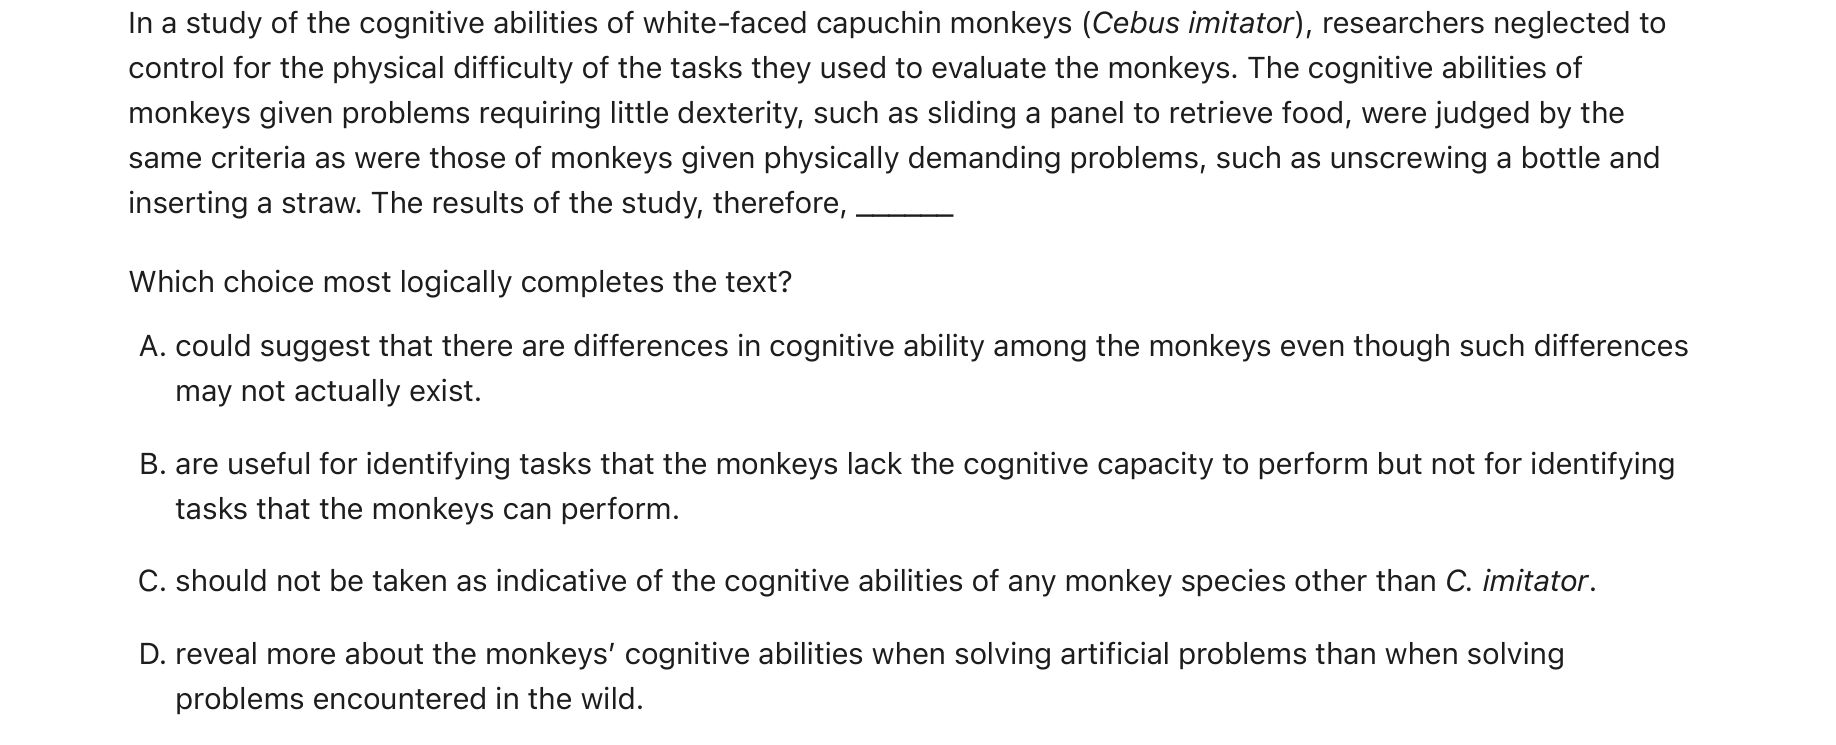 In a study of the cognitive abilities of white-faced capuchin monkeys (Cebus imitator), researchers neglected to
control for the physical difficulty of the tasks they used to evaluate the monkeys. The cognitive abilities of
monkeys given problems requiring little dexterity, such as sliding a panel to retrieve food, were judged by the
same criteria as were those of monkeys given physically demanding problems, such as unscrewing a bottle and
inserting a straw. The results of the study, therefore, ______
Which choice most logically completes the text?
A. could suggest that there are differences in cognitive ability among the monkeys even though such differences
may not actually exist.
B. are useful for identifying tasks that the monkeys lack the cognitive capacity to perform but not for identifying
tasks that the monkeys can perform.
C. should not be taken as indicative of the cognitive abilities of any monkey species other than C. imitator.
D. reveal more about the monkeys’ cognitive abilities when solving artificial problems than when solving
problems encountered in the wild.